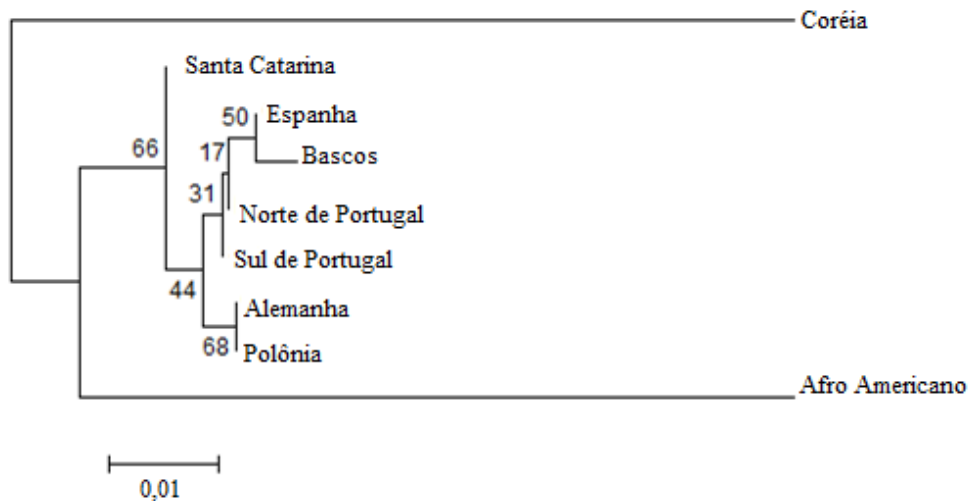 Coréia
Santa Catarina
50
Espanha
66
17
Bascos
31
Norte de Portugal
Sul de Portugal
44
Alemanha
68
Polônia
Afro Americano
0,01